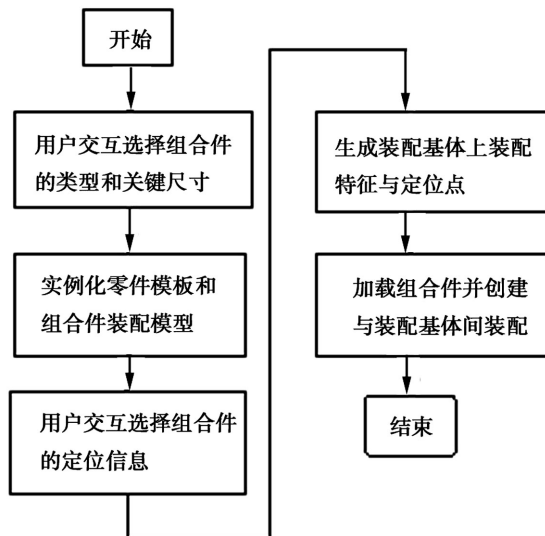 开始
用户交互选择组合件
的类型和关键尺寸
实例化零件模板和
组合件装配模型
用户交互选择组合件
的定位信息
生成装配基体上装配
特征与定位点
加载组合件并创建
与装配基体间装配
结束